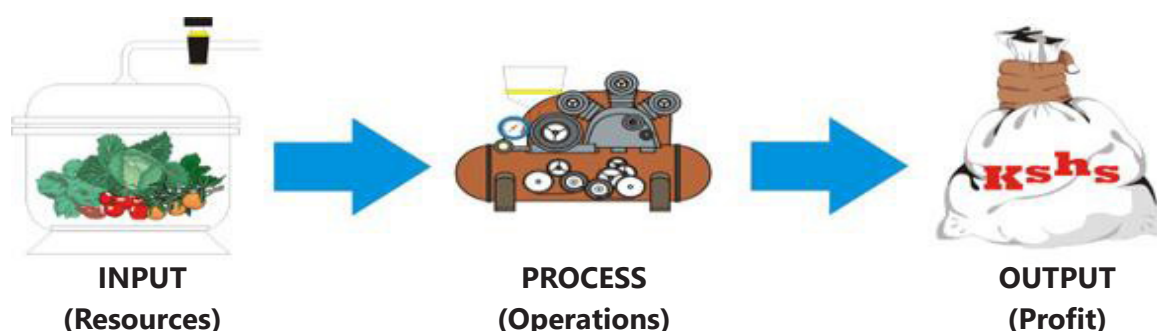 Kshs
INPUT
(Resources)
PROCESS
(Operations)
OUTPUT
(Profit)